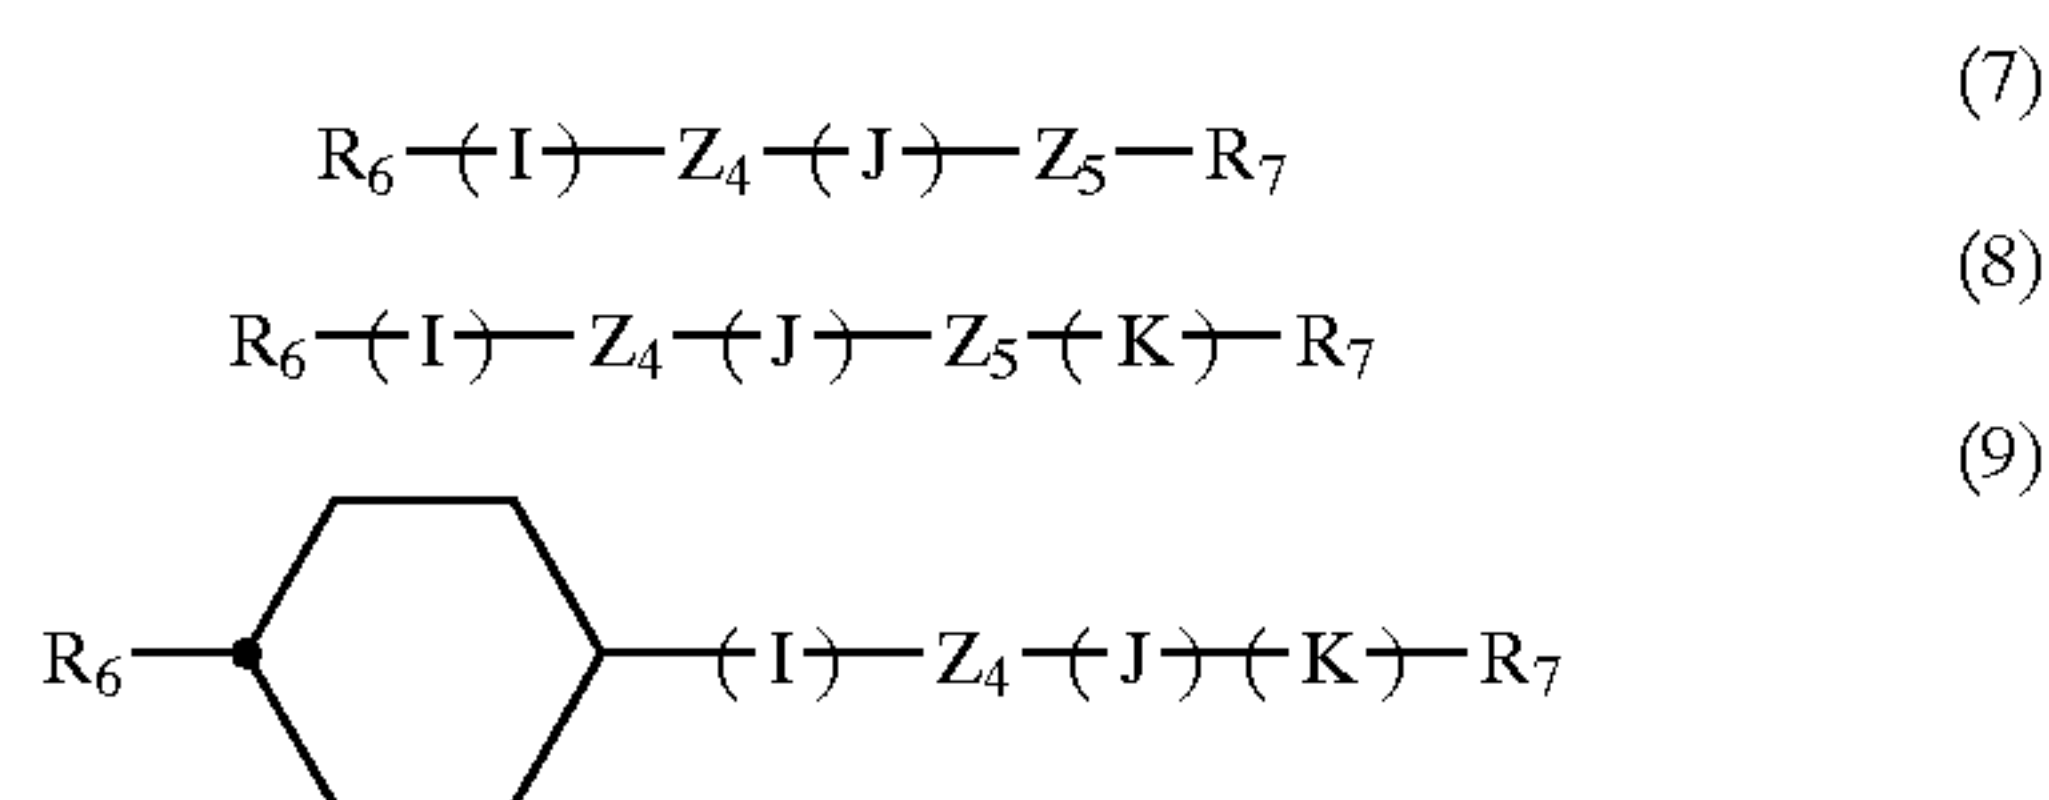 (7)
R6—(I)—Z4—(J)—Z5—R7
(8)
R6—(I)—Z4—(J)—Z5—(K)—R7
(9)
R6—(I)—Z4—(J)—(K)—R7